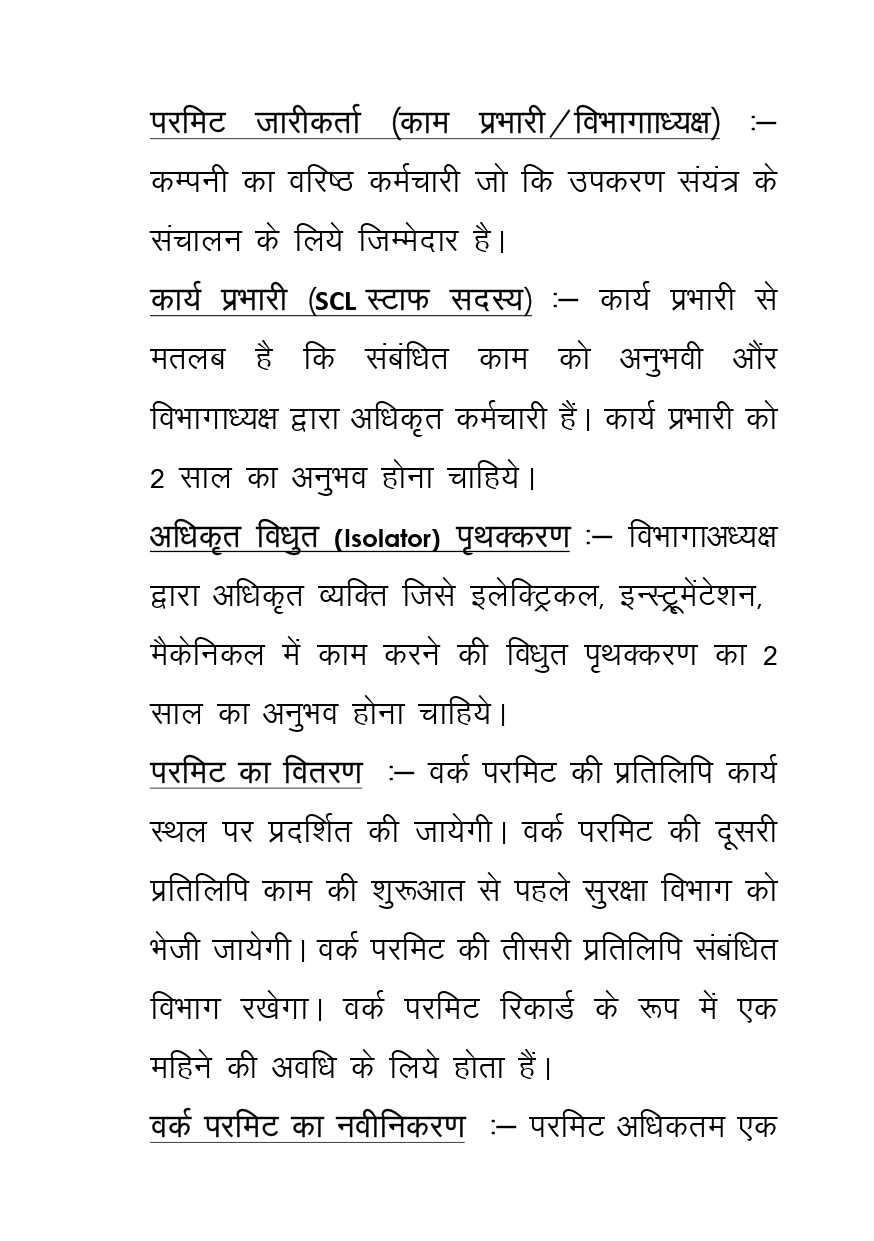 परमिट जारीकर्ता (काम प्रभारी/विभागााध्यक्ष) :–
कम्पनी का वरिष्ठ कर्मचारी जो कि उपकरण संयंत्र के
संचालन के लिये जिम्मेदार है।
कार्य प्रभारी (SCL स्टाफ सदस्य) :– कार्य प्रभारी से
मतलब है कि संबंधित काम को अनुभवी औंर
विभागाध्यक्ष द्वारा अधिकृत कर्मचारी हैं। कार्य प्रभारी को
2 साल का अनुभव होना चाहिये।
अधिकृत विधुत (Isolator) पृथक्करण :– विभागाअध्यक्ष
द्वारा अधिकृत व्यक्ति जिसे इलेक्ट्रिकल, इन्स्ट्रूमेंटेशन,
मैकेनिकल में काम करने की विधुत पृथक्करण का 2
साल का अनुभव होना चाहिये।
परमिट का वितरण :– वर्क परमिट की प्रतिलिपि कार्य
स्थल पर प्रदर्शित की जायेगी। वर्क परमिट की दूसरी
प्रतिलिपि काम की शुरूआत से पहले सुरक्षा विभाग को
भेजी जायेगी। वर्क परमिट की तीसरी प्रतिलिपि संबंधित
विभाग रखेगा। वर्क परमिट रिकार्ड के रूप में एक
महिने की अवधि के लिये होता हैं।
वर्क परमिट का नवीनिकरण :– परमिट अधिकतम एक